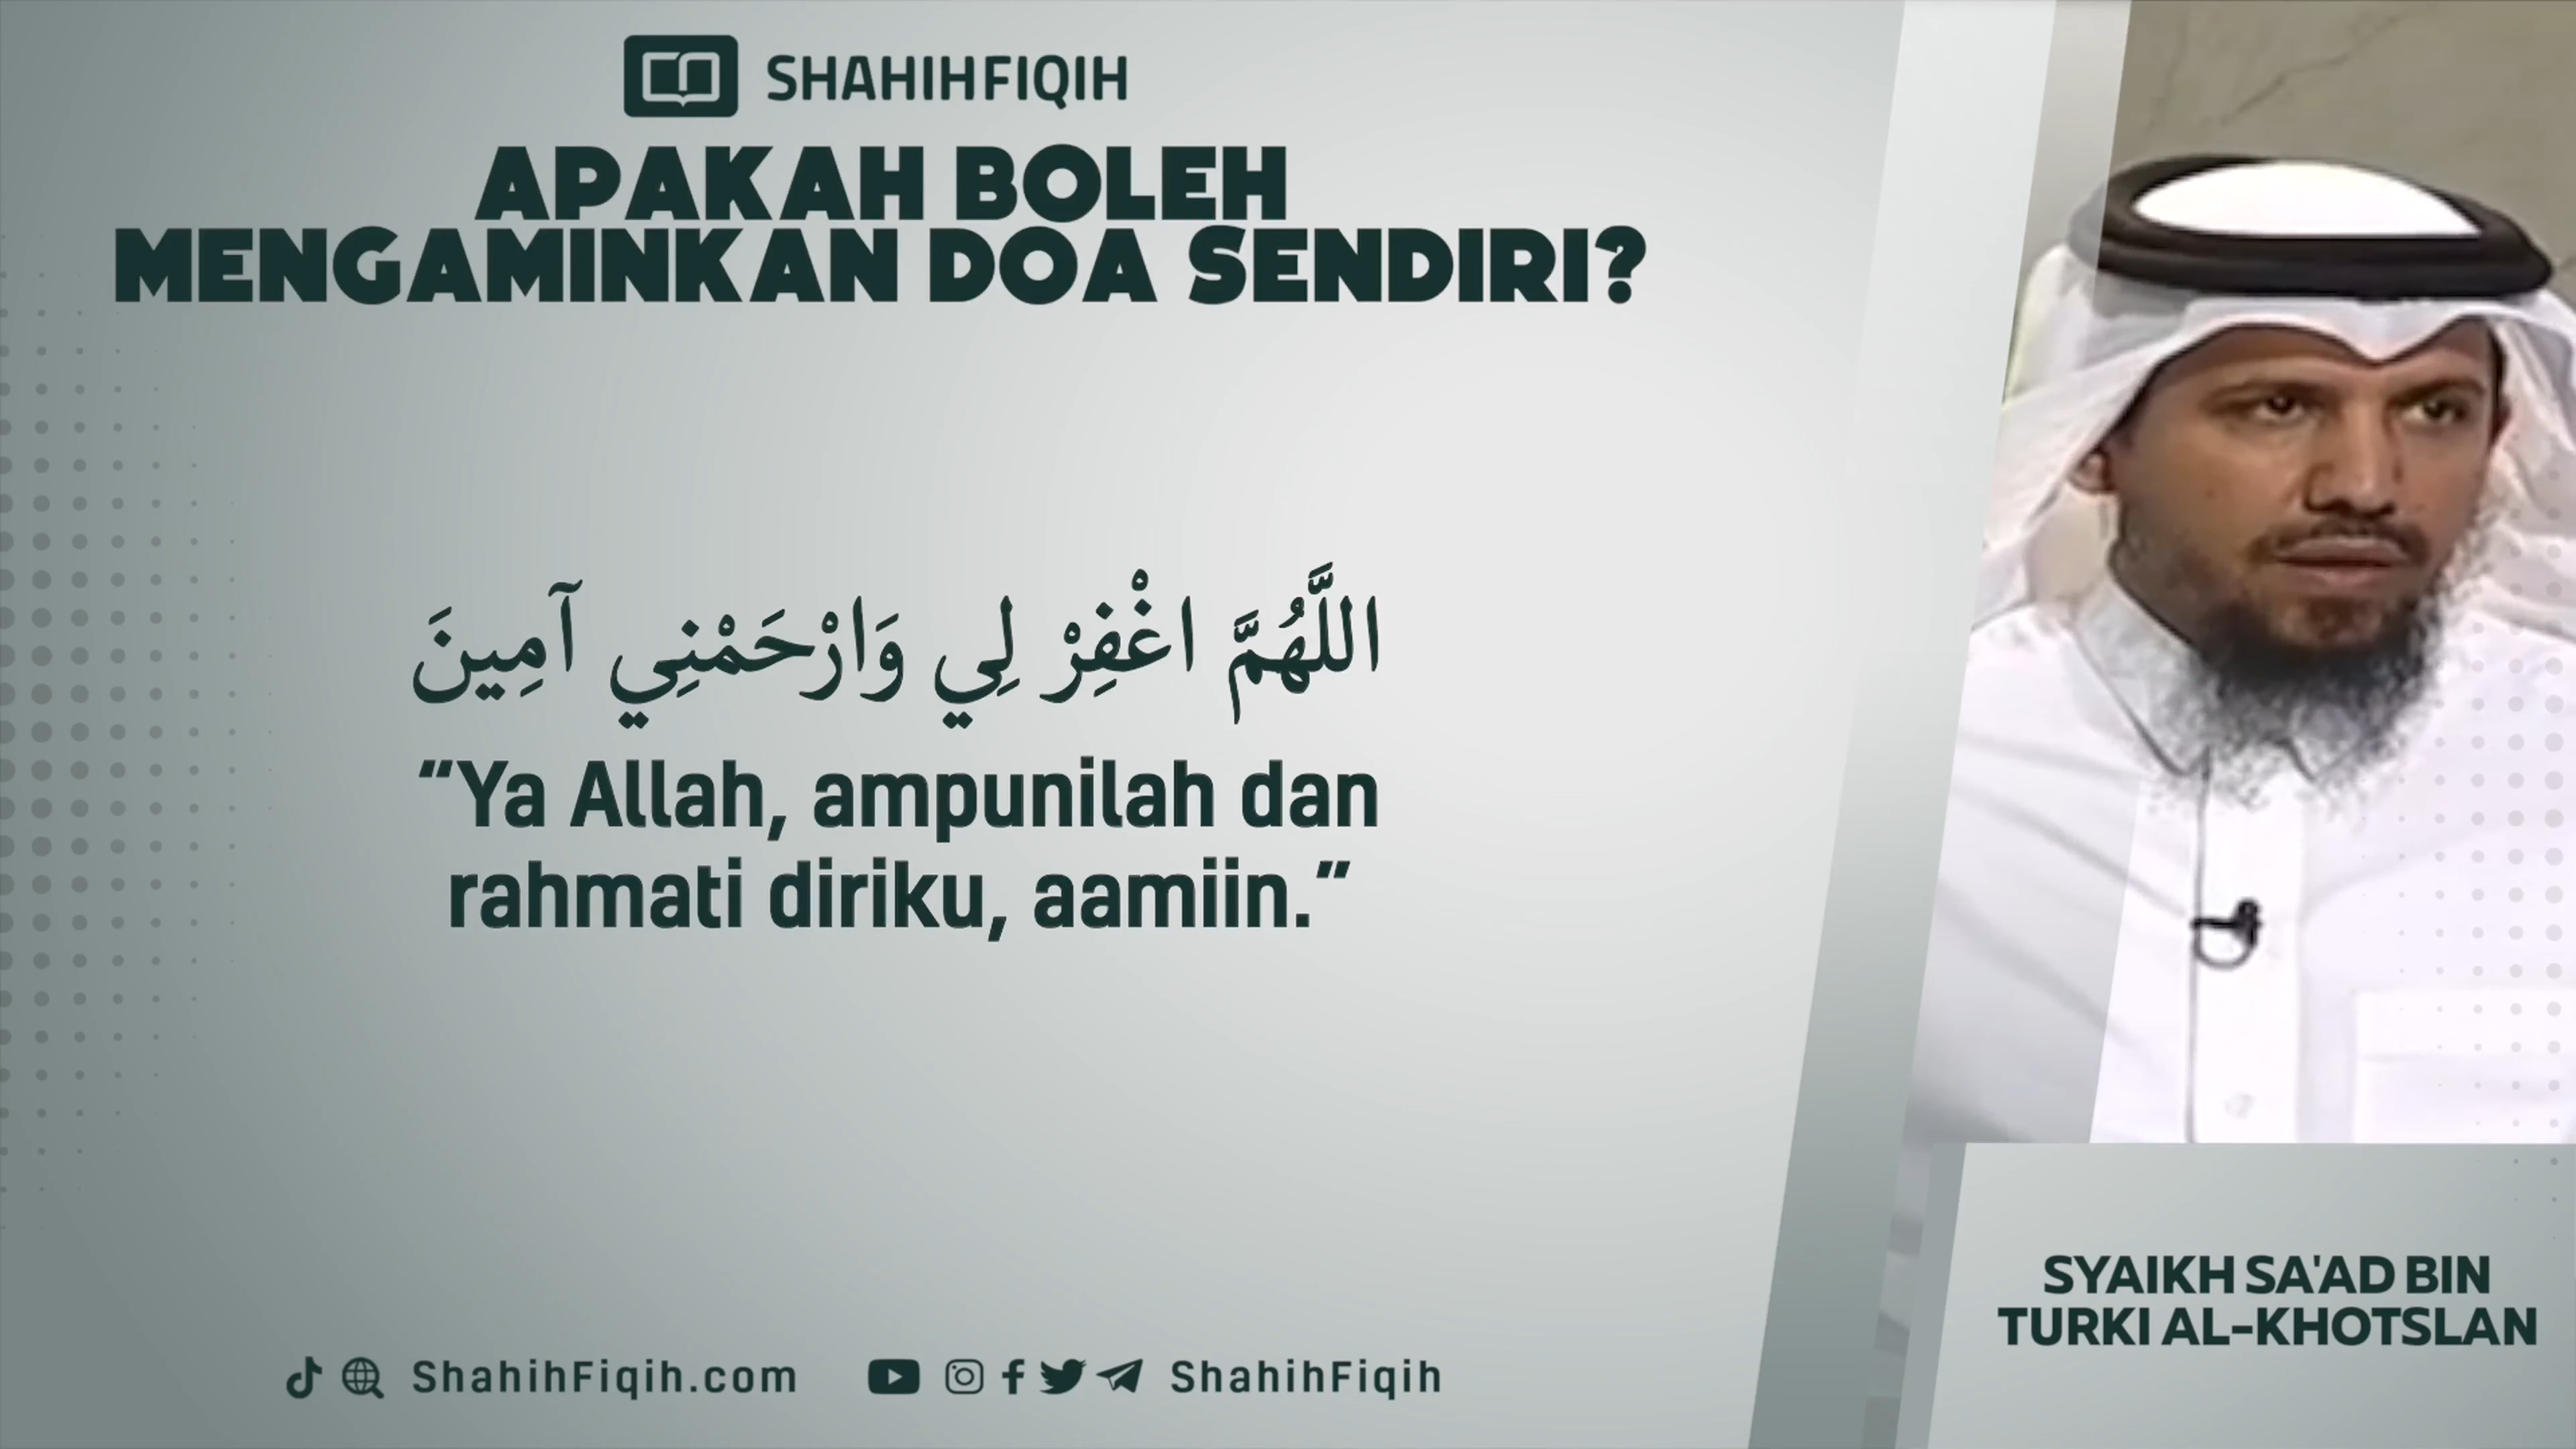 SHAHIHFIQIH
APAKAH BOLEH
MENGAMINKAN DOA SENDIRI?
اللَّهُمَّ اغْفِرْ لِي وَارْحَمْنِي آمِينَ
“Ya Allah, ampunilah dan
rahmati diriku, aamiin.”
SYAIKH SA'AD BIN
TURKI AL-KHOTSLAN
ShahihFiqih.com
ShahihFiqih